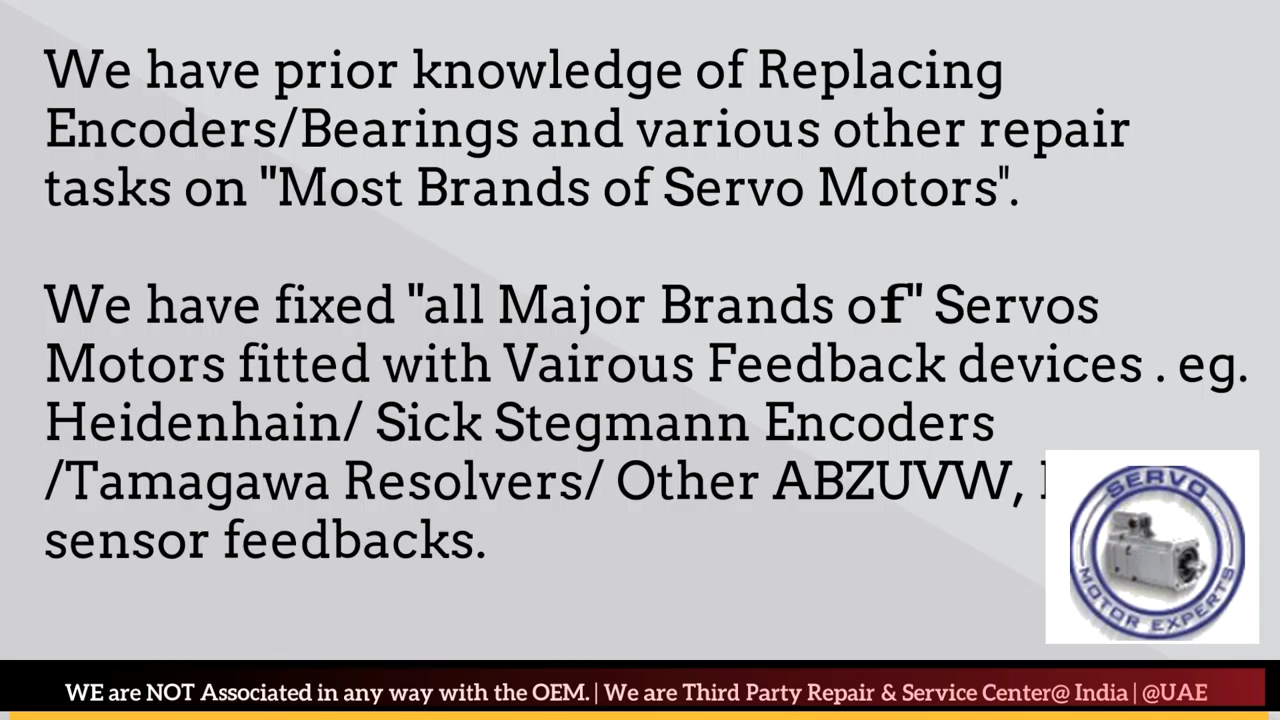 We have prior knowledge of Replacing
Encoders/Bearings and various other repair
tasks on "Most Brands of Servo Motors".
We have fixed "all Major Brands of" Servos
Motors fitted with Vairous Feedback devices . eg.
Heidenhain/ Sick Stegmann Encoders
/Tamagawa Resolvers/ Other ABZUVW,
sensor feedbacks.
SERVO
MOTOR EXPERTS
WE are NOT Associated in any way with the OEM. | We are Third Party Repair & Service Center@ India | @UAE